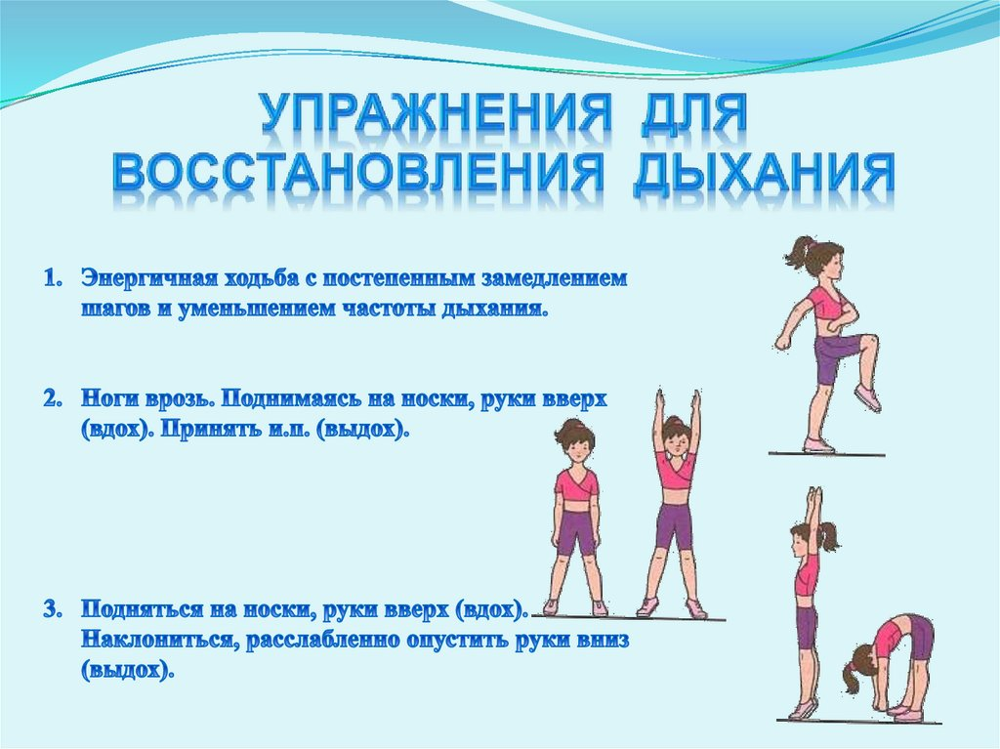 УПРАЖНЕНИЯ ДЛЯ
ВОССТАНОВЛЕНИЯ ДЫХАНИЯ
1. Энергичная ходьба с постепенным замедлением
шагов и уменьшением частоты дыхания.
2. Ноги врозь. Поднимаясь на носки, руки вверх
(вдох). Принять и.п. (выдох).
3. Подняться на носки, руки вверх (вдох).
Наклониться, расслабленно опустить руки вниз
(выдох).